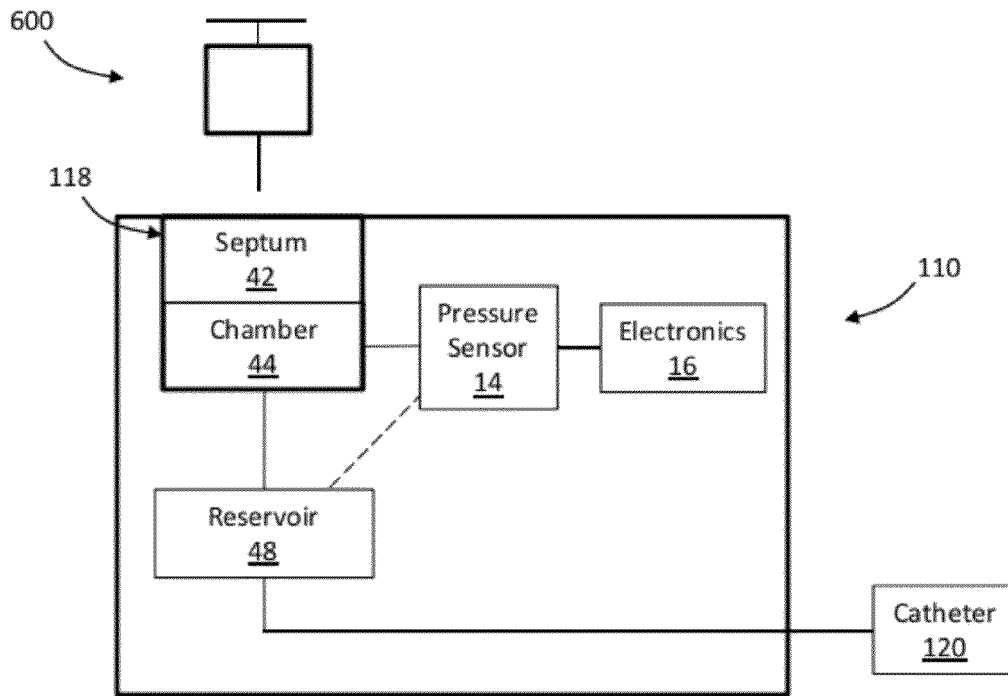 600
118
Septum
42
Chamber
44
Pressure
Sensor
14
Electronics
16
110
Reservoir
48
Catheter
120